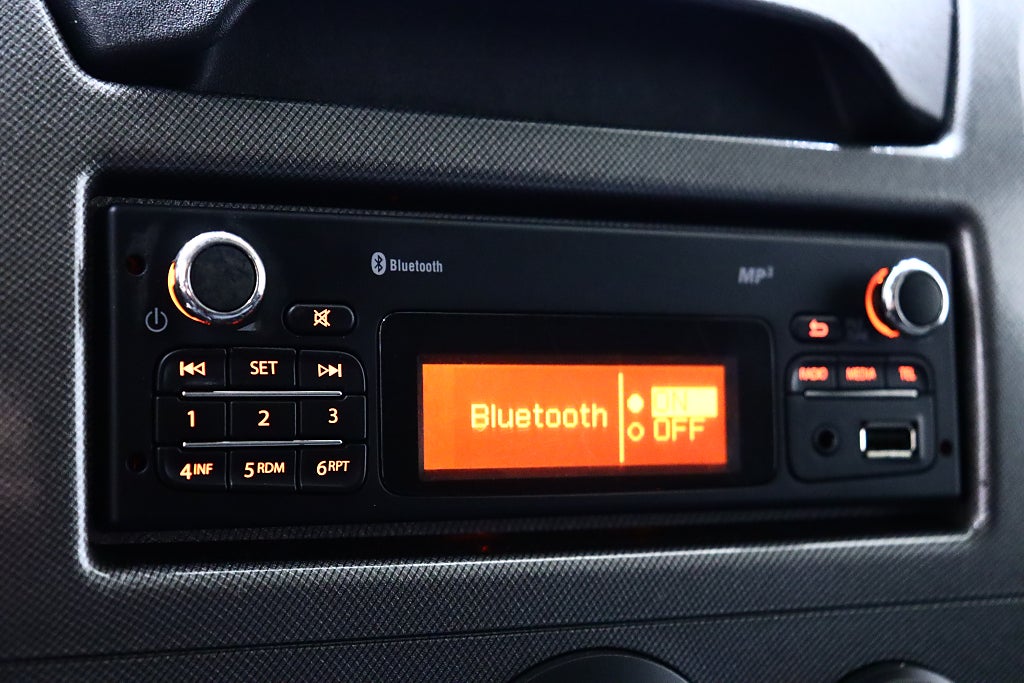 Bluetooth
MP3
SET
1
2
3
4INF
5RDM
6RPT
Bluetooth
ON
OFF
RADIO
MEDIA
TEL